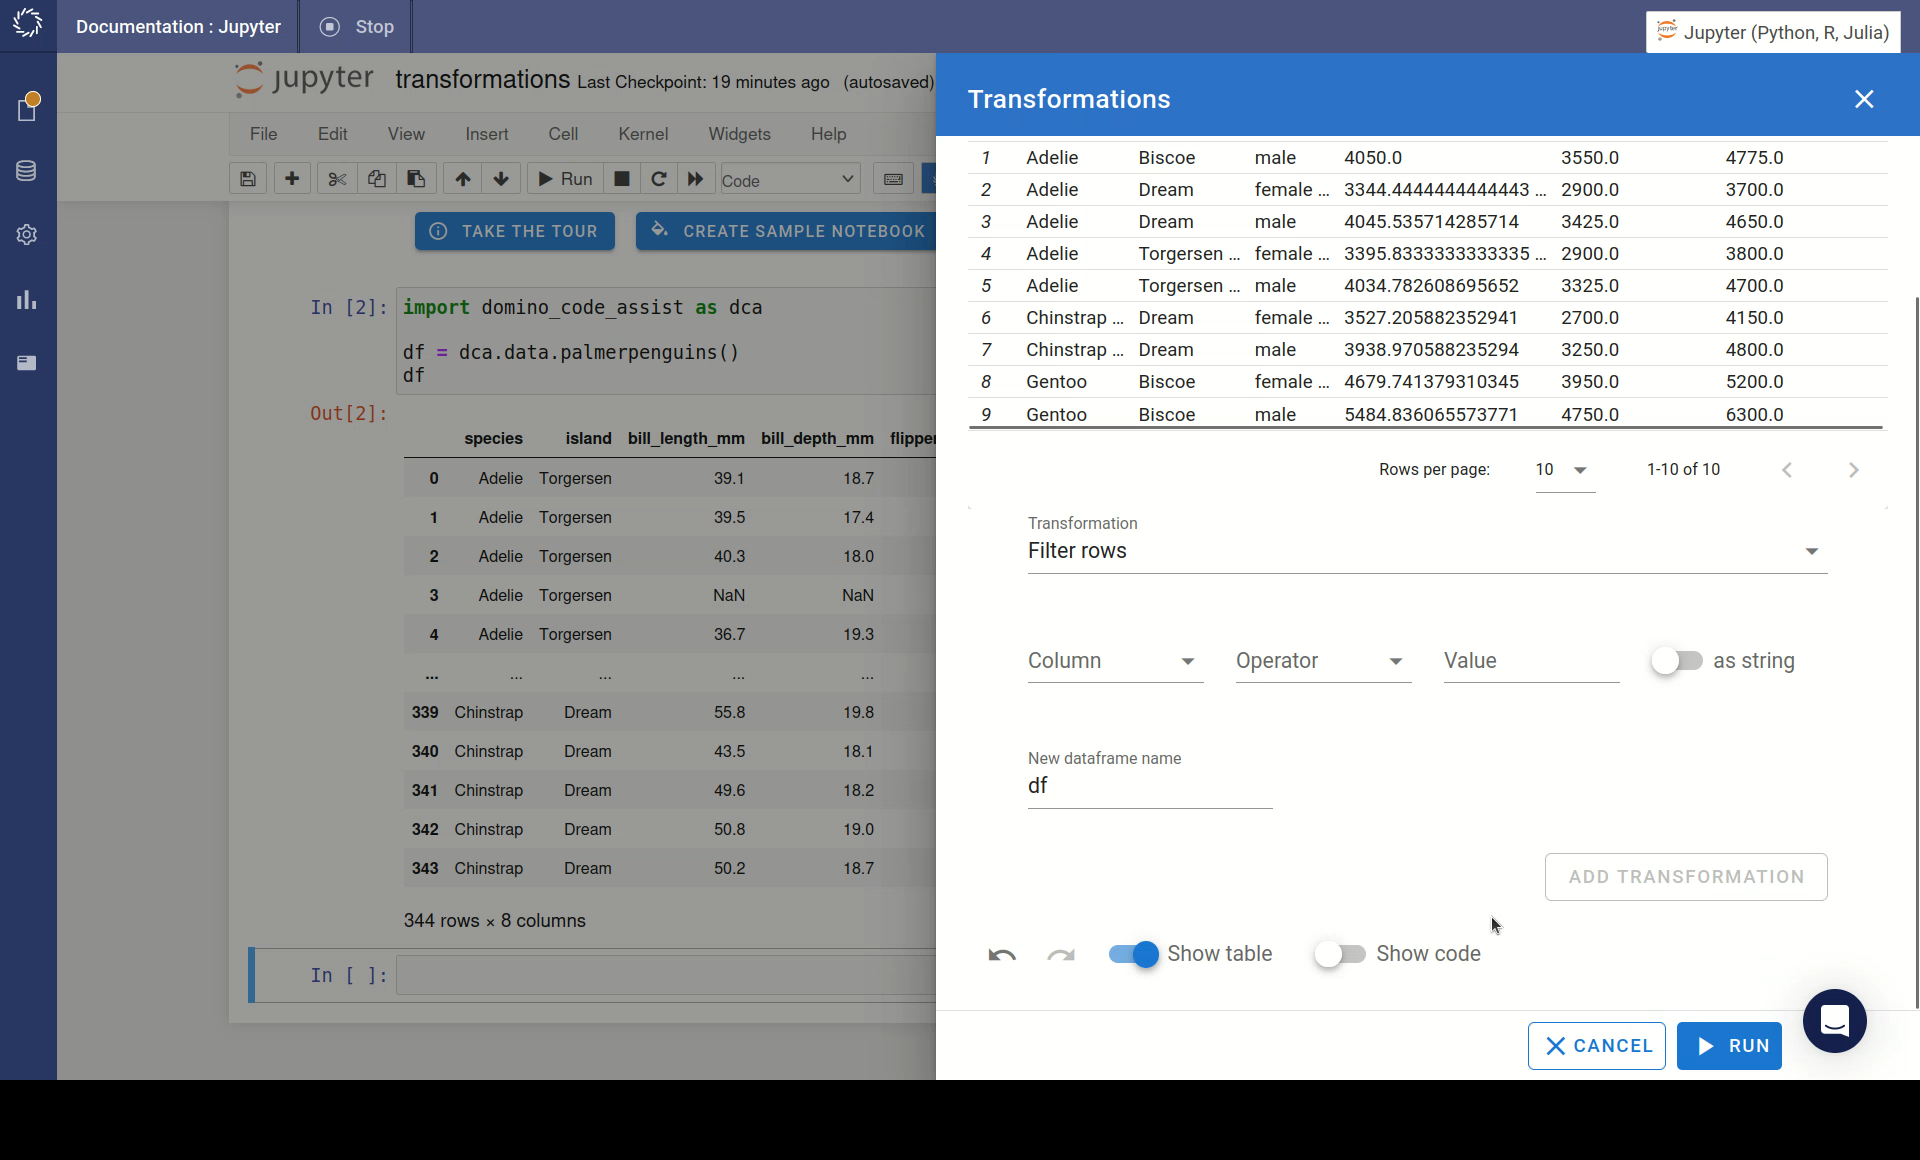 Documentation : Jupyter
Stop
Jupyter (Python, R, Julia)
jupyter transformations Last Checkpoint: 19 minutes ago (autosaved)
File Edit View Insert Cell Kernel Widgets Help
Run
Code
TAKE THE TOUR
CREATE SAMPLE NOTEBOOK
In [2]:
import domino_code_assist as dca
df = dca.data.palmerpenguins()
df
Out[2]:
species island bill_length_mm bill_depth_mm flipper
0 Adelie Torgersen 39.1 18.7
1 Adelie Torgersen 39.5 17.4
2 Adelie Torgersen 40.3 18.0
3 Adelie Torgersen NaN NaN
4 Adelie Torgersen 36.7 19.3
... ... ... ... ...
339 Chinstrap Dream 55.8 19.8
340 Chinstrap Dream 43.5 18.1
341 Chinstrap Dream 49.6 18.2
342 Chinstrap Dream 50.8 19.0
343 Chinstrap Dream 50.2 18.7
344 rows × 8 columns
In [ ]:
Transformations
1 Adelie Biscoe male 4050.0 3550.0 4775.0
2 Adelie Dream female ... 3344.4444444444443 ... 2900.0 3700.0
3 Adelie Dream male 4045.535714285714 3425.0 4650.0
4 Adelie Torgersen ... female ... 3395.8333333333335 ... 2900.0 3800.0
5 Adelie Torgersen ... male 4034.782608695652 3325.0 4700.0
6 Chinstrap ... Dream female ... 3527.205882352941 2700.0 4150.0
7 Chinstrap ... Dream male 3938.970588235294 3250.0 4800.0
8 Gentoo Biscoe female ... 4679.741379310345 3950.0 5200.0
9 Gentoo Biscoe male 5484.836065573771 4750.0 6300.0
Rows per page: 10 1-10 of 10
Transformation
Filter rows
Column Operator Value as string
New dataframe name
df
ADD TRANSFORMATION
Show table Show code
CANCEL RUN